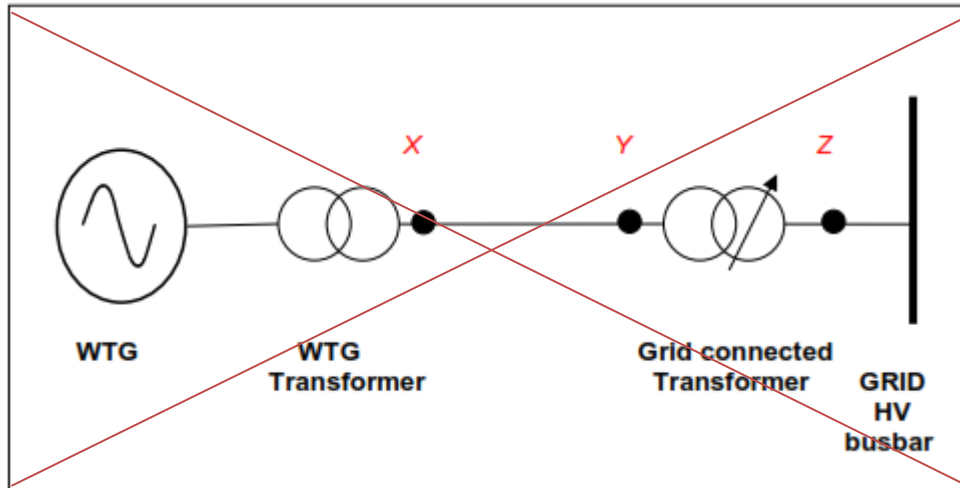 X
Y
Z
WTG
WTG
Transformer
Grid connected
Transformer
GRID
HV
busbar